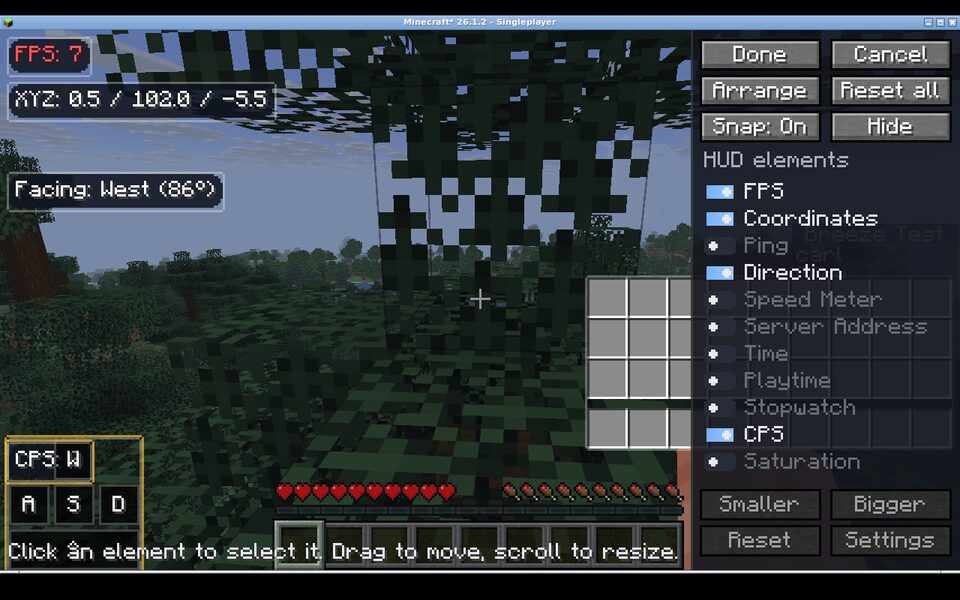 Minecraft* 26.1.2 - Singleplayer
FPS: 7
XYZ: 0.5 / 102.0 / -5.5
Facing: West (86°)
Done
Cancel
Arrange
Reset all
Snap: On
Hide
HUD elements
FPS
Coordinates
Ping
Direction
Speed Meter
Server Address
Time
Playtime
Stopwatch
CPS
Saturation
Smaller
Bigger
Reset
Settings
CPS W
A S D
Click an element to select it. Drag to move, scroll to resize.